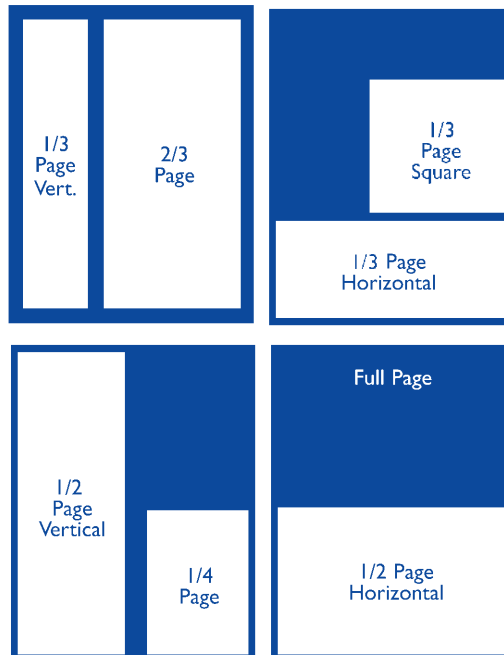 1/3
Page
Vert.
2/3
Page
1/3
Page
Square
1/3 Page
Horizontal
1/2
Page
Vertical
1/4
Page
Full Page
1/2 Page
Horizontal